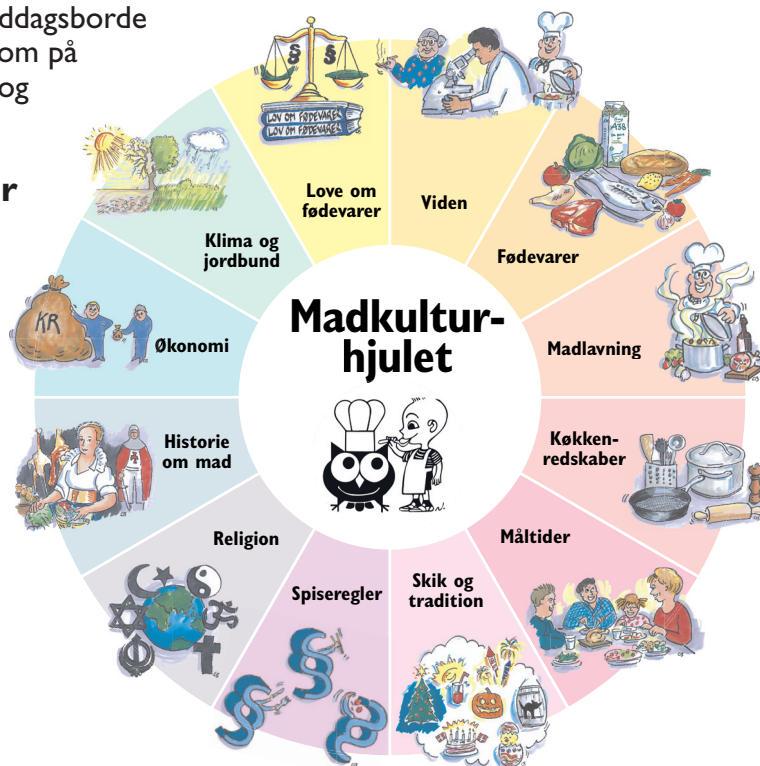 ddagsborde
om på
og
r
Madkultur-
hjulet
Love om
fødevarer
Viden
Fødevarer
Madlavning
Køkken-
redskaber
Måltider
Skik og
tradition
Spiseregler
Religion
Historie
om mad
Økonomi
Klima og
jordbund
§ §
LOV OM FØDEVARER
LOV OM FØDEVARER
A38
KR